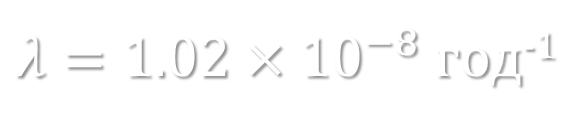 λ = 1.02 × 10⁻⁸ год⁻¹